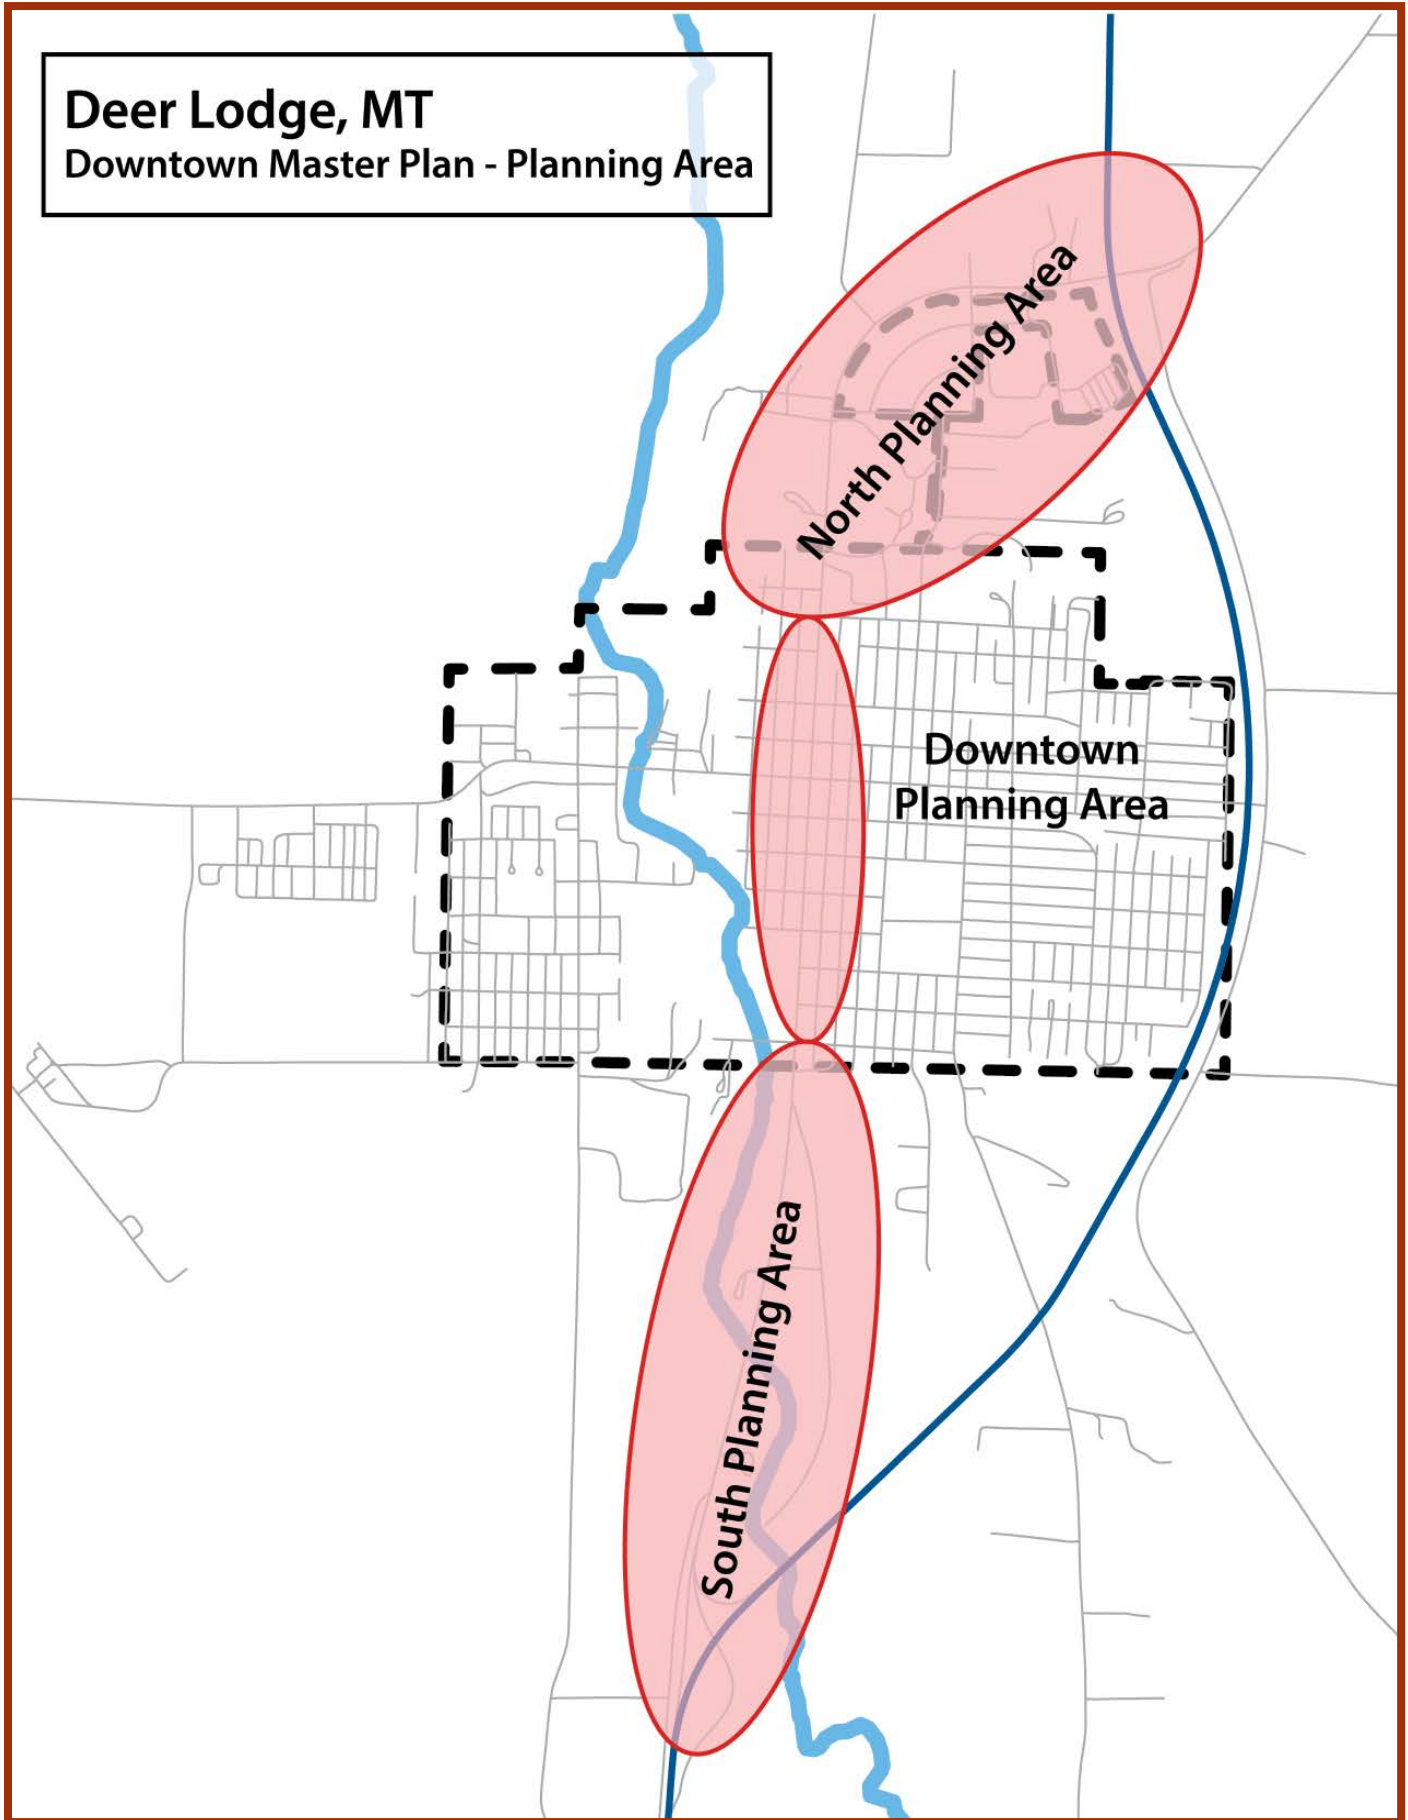 Deer Lodge, MT
Downtown Master Plan - Planning Area
North Planning Area
Downtown
Planning Area
South Planning Area